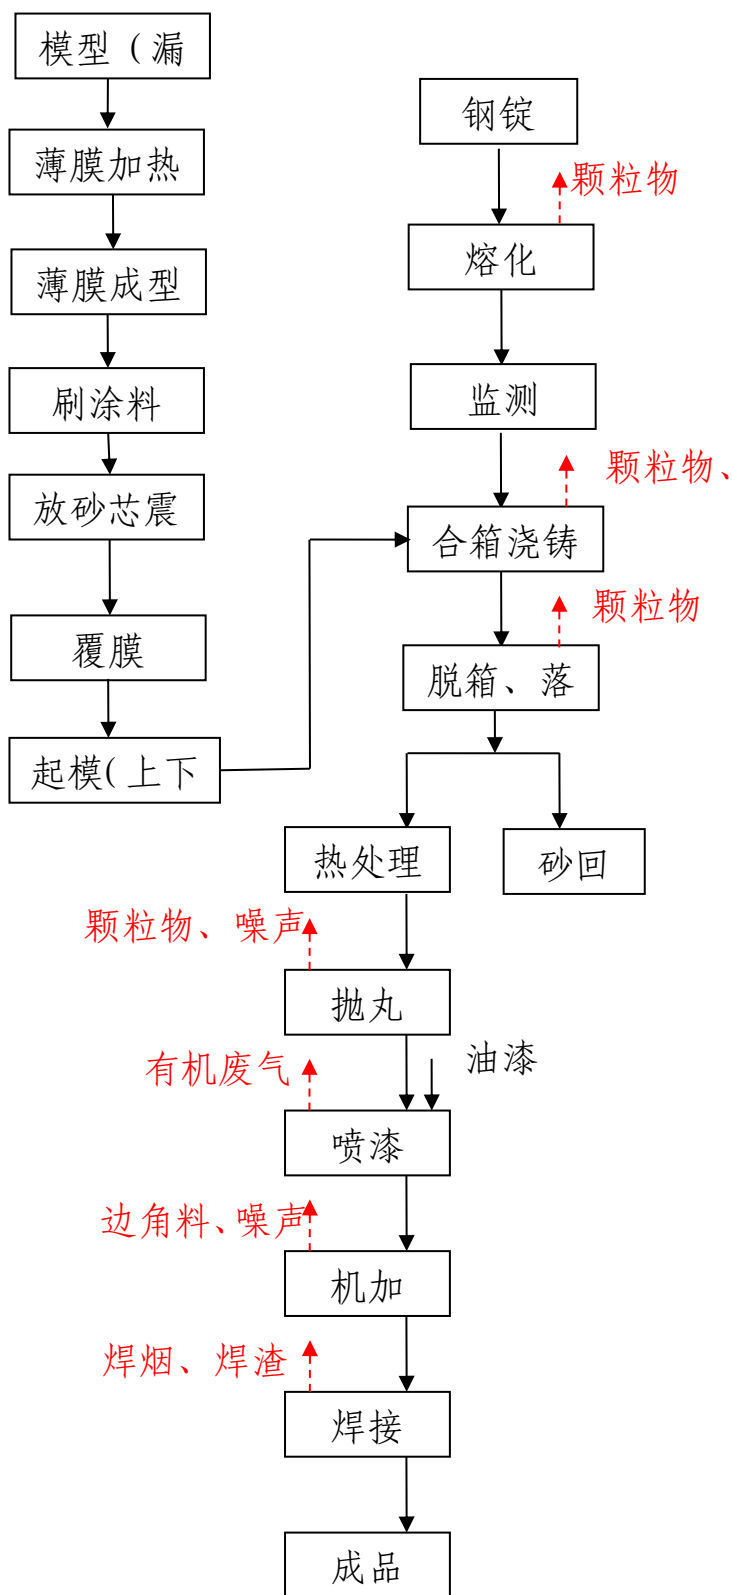 模型（漏
薄膜加热
薄膜成型
刷涂料
放砂芯震
覆膜
起模(上下
钢锭
颗粒物
熔化
监测
颗粒物、
合箱浇铸
颗粒物
脱箱、落
热处理
砂回
颗粒物、噪声
抛丸
有机废气
油漆
喷漆
边角料、噪声
机加
焊烟、焊渣
焊接
成品